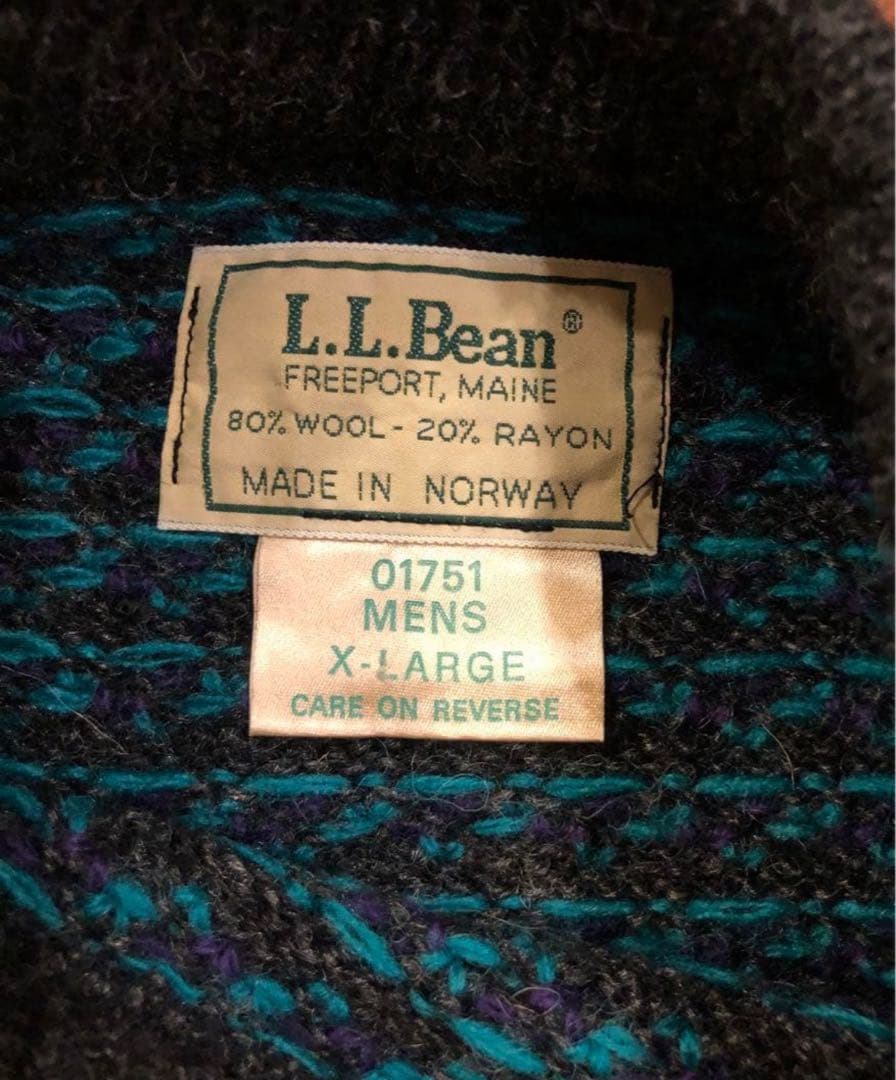 L.L.Bean®
FREEPORT, MAINE
80% WOOL - 20% RAYON
MADE IN NORWAY
01751
MENS
X-LARGE
CARE ON REVERSE